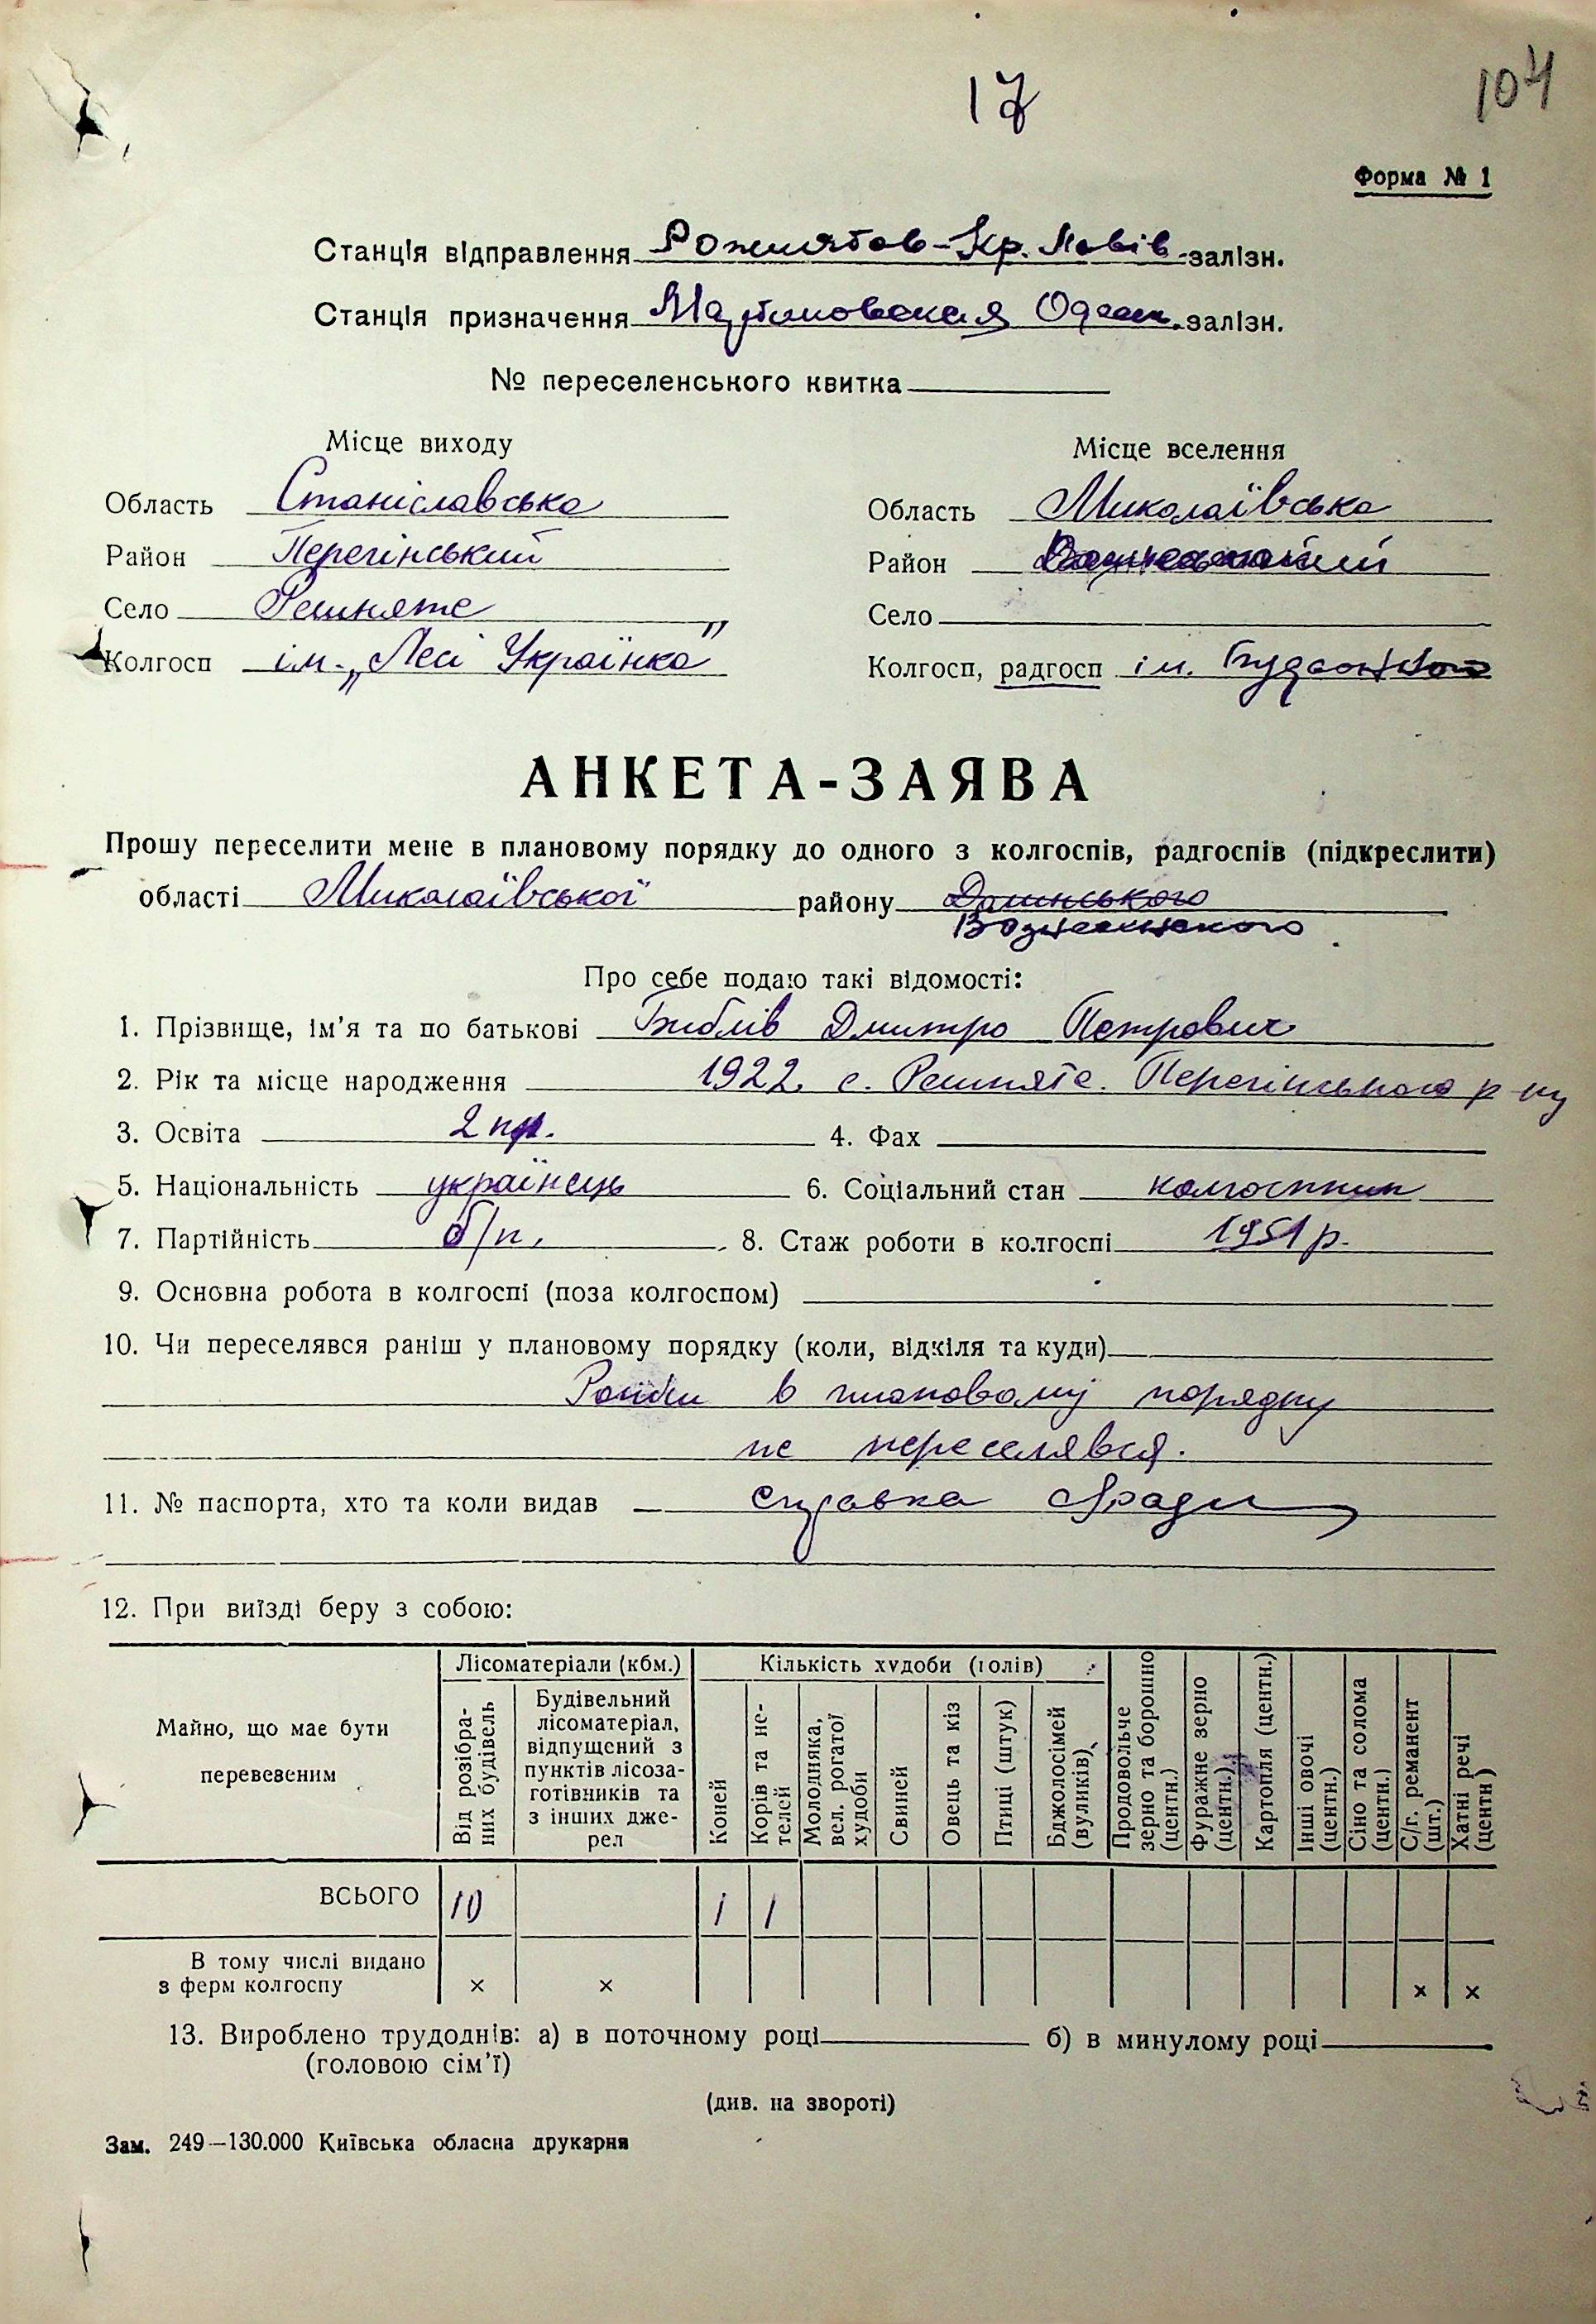 17
104
Форма № 1
Станція відправлення Рожнятов-Кр. Львів залізн.
Станція призначення Мартыновская Одеськ. залізн.
№ переселенського квитка
Місце виходу
Місце вселення
Область Станіславська
Область Миколаївська
Район Перегінський
Район
Село Решняте
Село
Колгосп ім. „Лесі Українка"
Колгосп, радгосп ім.
АНКЕТА-ЗАЯВА
Прошу переселити мене в плановому порядку до одного з колгоспів, радгоспів (підкреслити)
області Миколаївської району
Вознесенского
Про себе подаю такі відомості:
1. Прізвище, ім'я та по батькові Дмитро Петрович
2. Рік та місце народження 1922 с. Решняте. Перегінського р-ну
3. Освіта 2 4. Фах
5. Національність українець 6. Соціальний стан колгоспник
7. Партійність б/п. 8. Стаж роботи в колгоспі 1951 р.
9. Основна робота в колгоспі (поза колгоспом)
10. Чи переселявся раніш у плановому порядку (коли, відкіля та куди)
в плановому порядку
не переселявся.
11. № паспорта, хто та коли видав справка с/ради
12. При виїзді беру з собою:
Майно, що має бути перевезеним
Лісоматеріали (кбм.)
Кількість худоби (голів)
Від розібраних будівель
Будівельний лісоматеріал, відпущений з пунктів лісозаготівників та з інших джерел
Коней
Корів та нетелей
Молодняка, вел. рогатої худоби
Свиней
Овець та кіз
Птиці (штук)
Бджолосімей (вуликів)
Продовольче зерно та борошно (центн.)
Фуражне зерно (центн.)
Картопля (центн.)
Інші овочі (центн.)
Сіно та солома (центн.)
С/г. реманент (шт.)
Хатні речі (центн)
ВСЬОГО 10 1 1
В тому числі видано
з ферм колгоспу × × × ×
13. Вироблено трудоднів: а) в поточному році б) в минулому році
(головою сім'ї)
(див. на звороті)
Зам. 249—130.000 Київська обласна друкарня